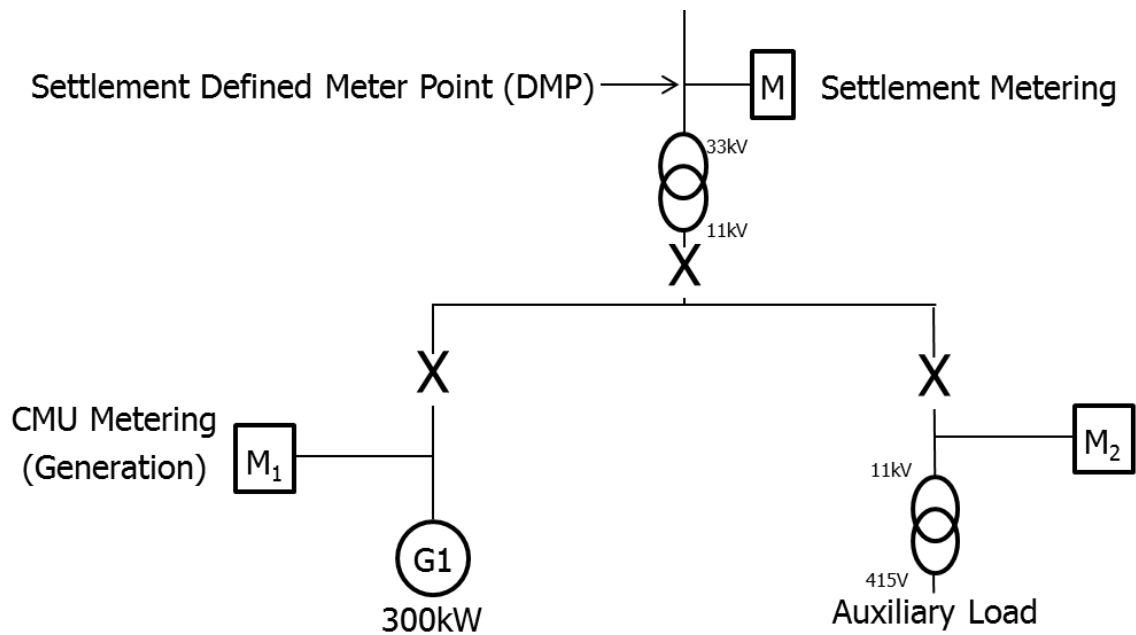 Settlement Defined Meter Point (DMP)
M
Settlement Metering
33kV
11kV
X
X
X
CMU Metering
(Generation)
M₁
M₂
11kV
G1
300kW
415V
Auxiliary Load